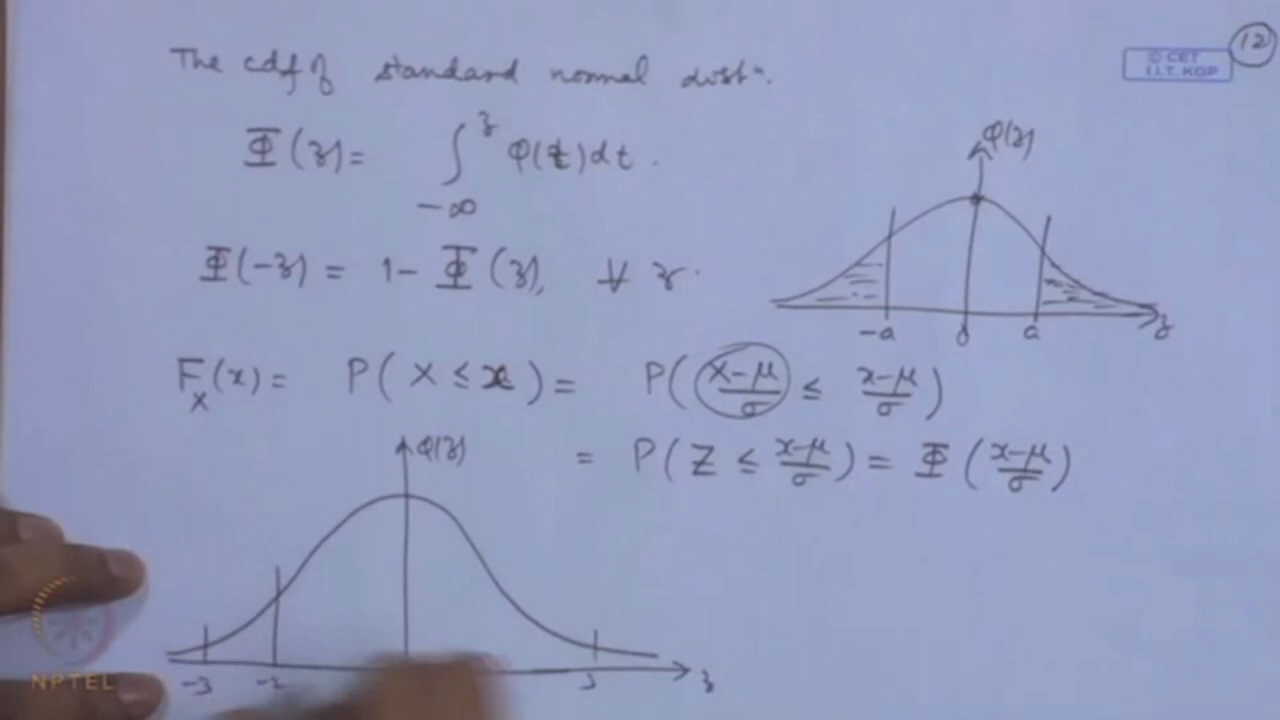 12
© CET
I.I.T. KGP
The cdf of standard normal distⁿ.
Φ(z) = ∫_{-∞}^{z} φ(t) dt.
φ(z)
Φ(-z) = 1 - Φ(z), ∀ z.
-a 0 a z
F_X(x) = P(X ≤ x) = P((X-μ)/σ ≤ (x-μ)/σ)
= P(Z ≤ (x-μ)/σ) = Φ((x-μ)/σ)
φ(z)
-3 -2 3 z
NPTEL